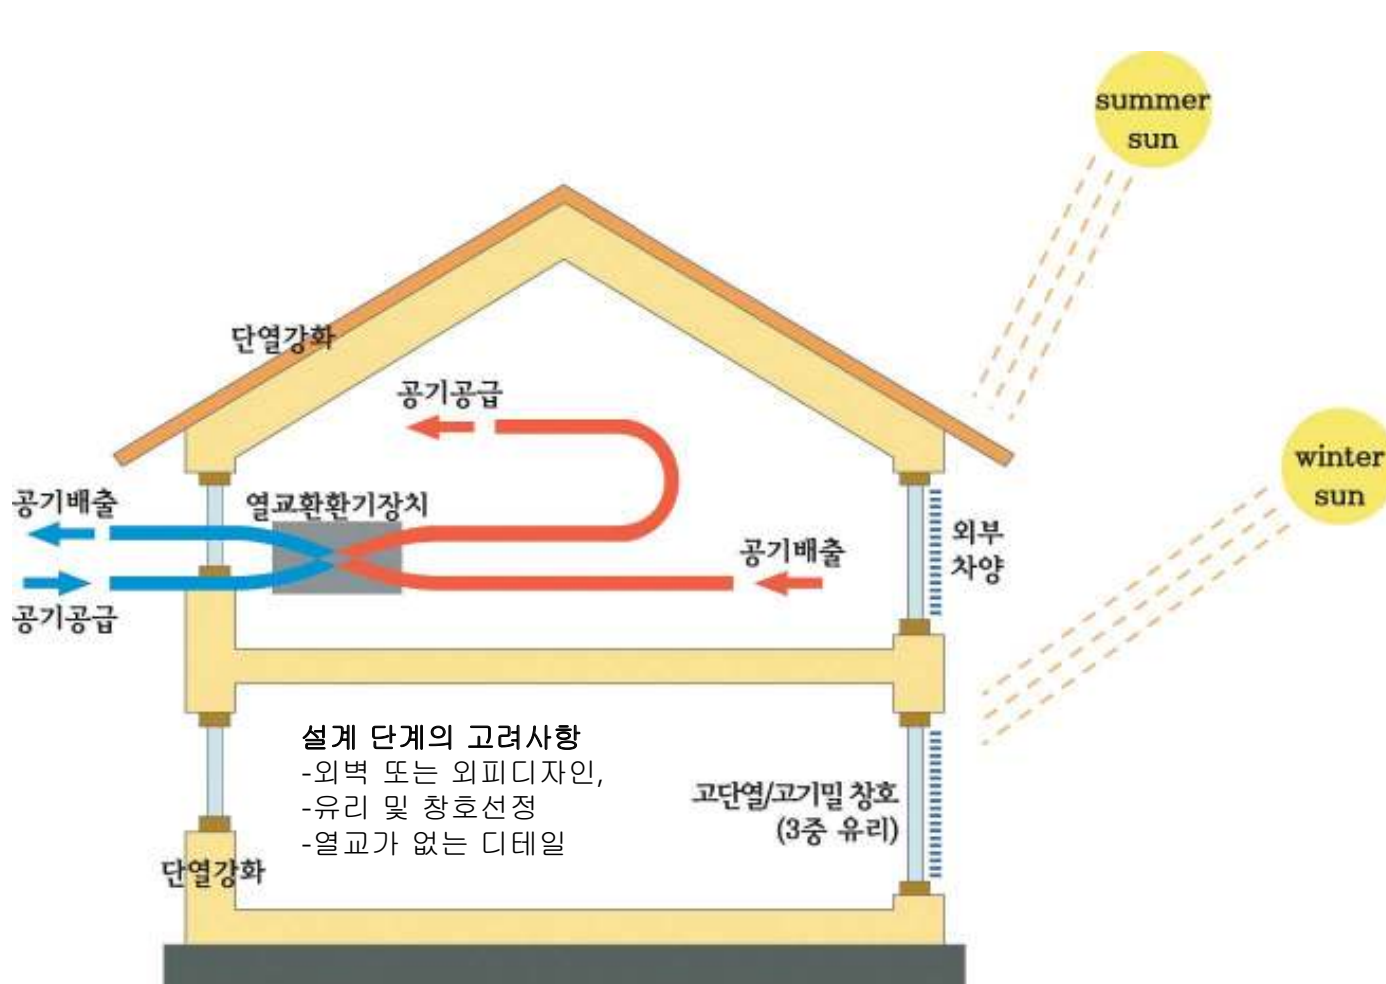 summer
sun
단열강화
공기공급
winter
sun
공기배출
열교환환기장치
외부
차양
공기배출
공기공급
설계 단계의 고려사항
-외벽 또는 외피디자인,
-유리 및 창호선정
-열교가 없는 디테일
고단열/고기밀 창호
(3중 유리)
단열강화